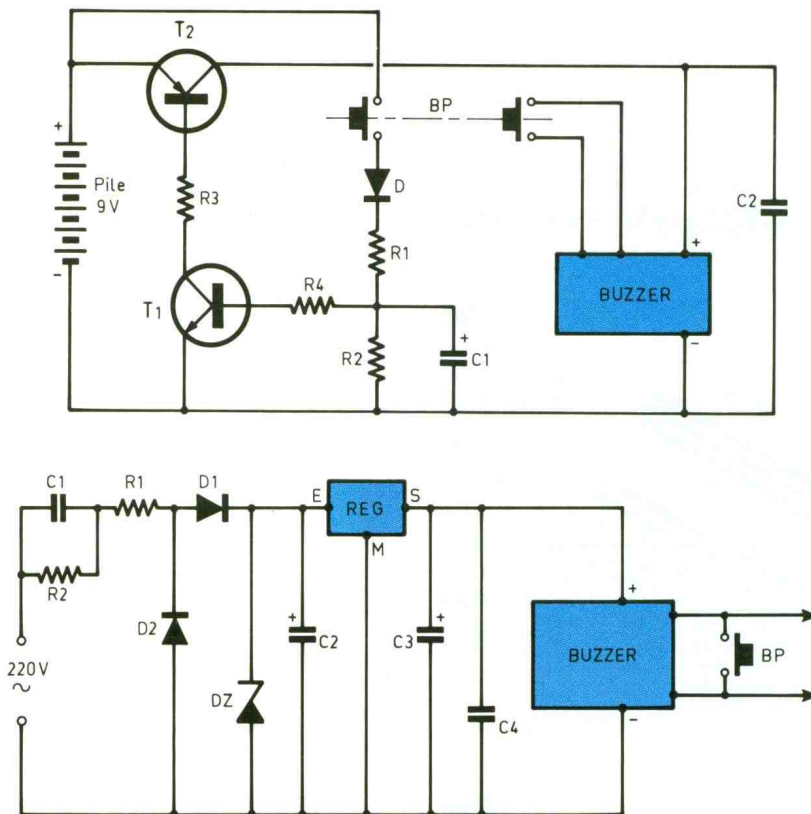 T2
BP
+
Pile
9V
-
R3
D
R1
C2
T1
R4
R2
+
C1
+
BUZZER
-
C1
R1
D1
E
REG
S
M
R2
D2
220V
~
DZ
+
C2
+
C3
C4
+
BUZZER
-
BP